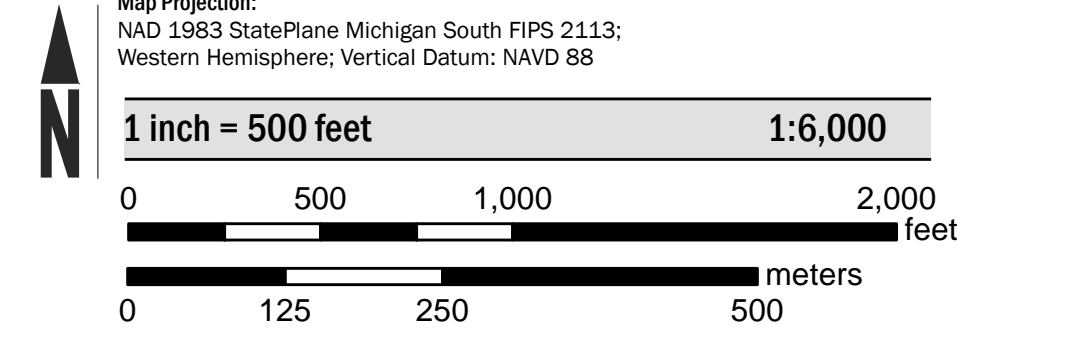 Map Projection:
NAD 1983 StatePlane Michigan South FIPS 2113;
Western Hemisphere; Vertical Datum: NAVD 88
N
1 inch = 500 feet 1:6,000
0 500 1,000 2,000
feet
meters
0 125 250 500